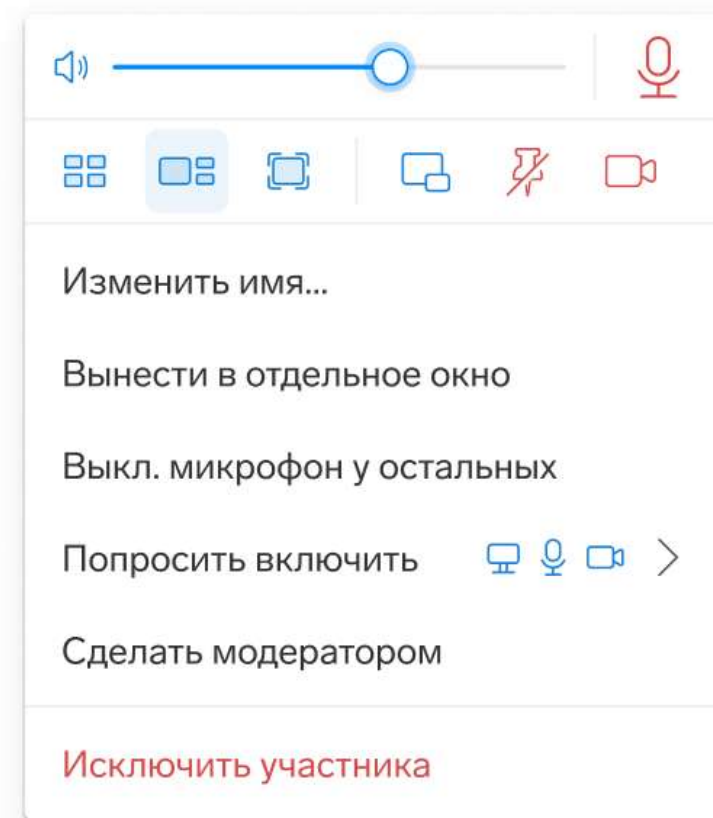 Изменить имя...
Вынести в отдельное окно
Выкл. микрофон у остальных
Попросить включить
Сделать модератором
Исключить участника